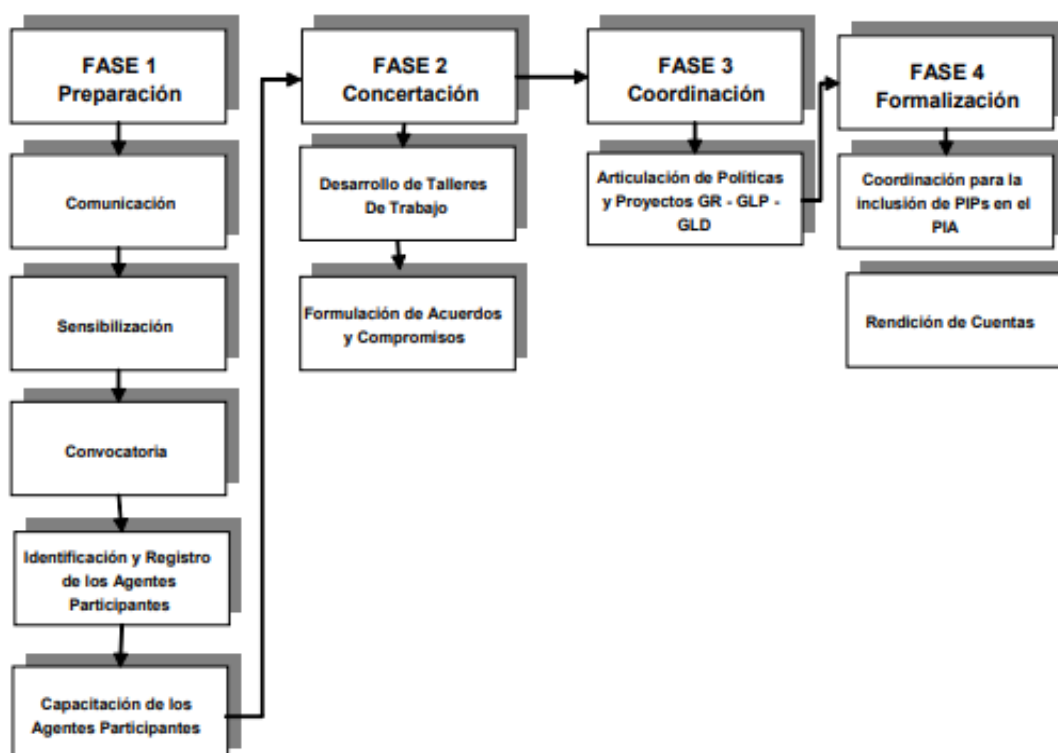 FASE 1
Preparación
Comunicación
Sensibilización
Convocatoria
Identificación y Registro
de los Agentes
Participantes
Capacitación de los
Agentes Participantes
FASE 2
Concertación
Desarrollo de Talleres
De Trabajo
Formulación de Acuerdos
y Compromisos
FASE 3
Coordinación
Articulación de Políticas
y Proyectos GR - GLP -
GLD
FASE 4
Formalización
Coordinación para la
inclusión de PIPs en el
PIA
Rendición de Cuentas